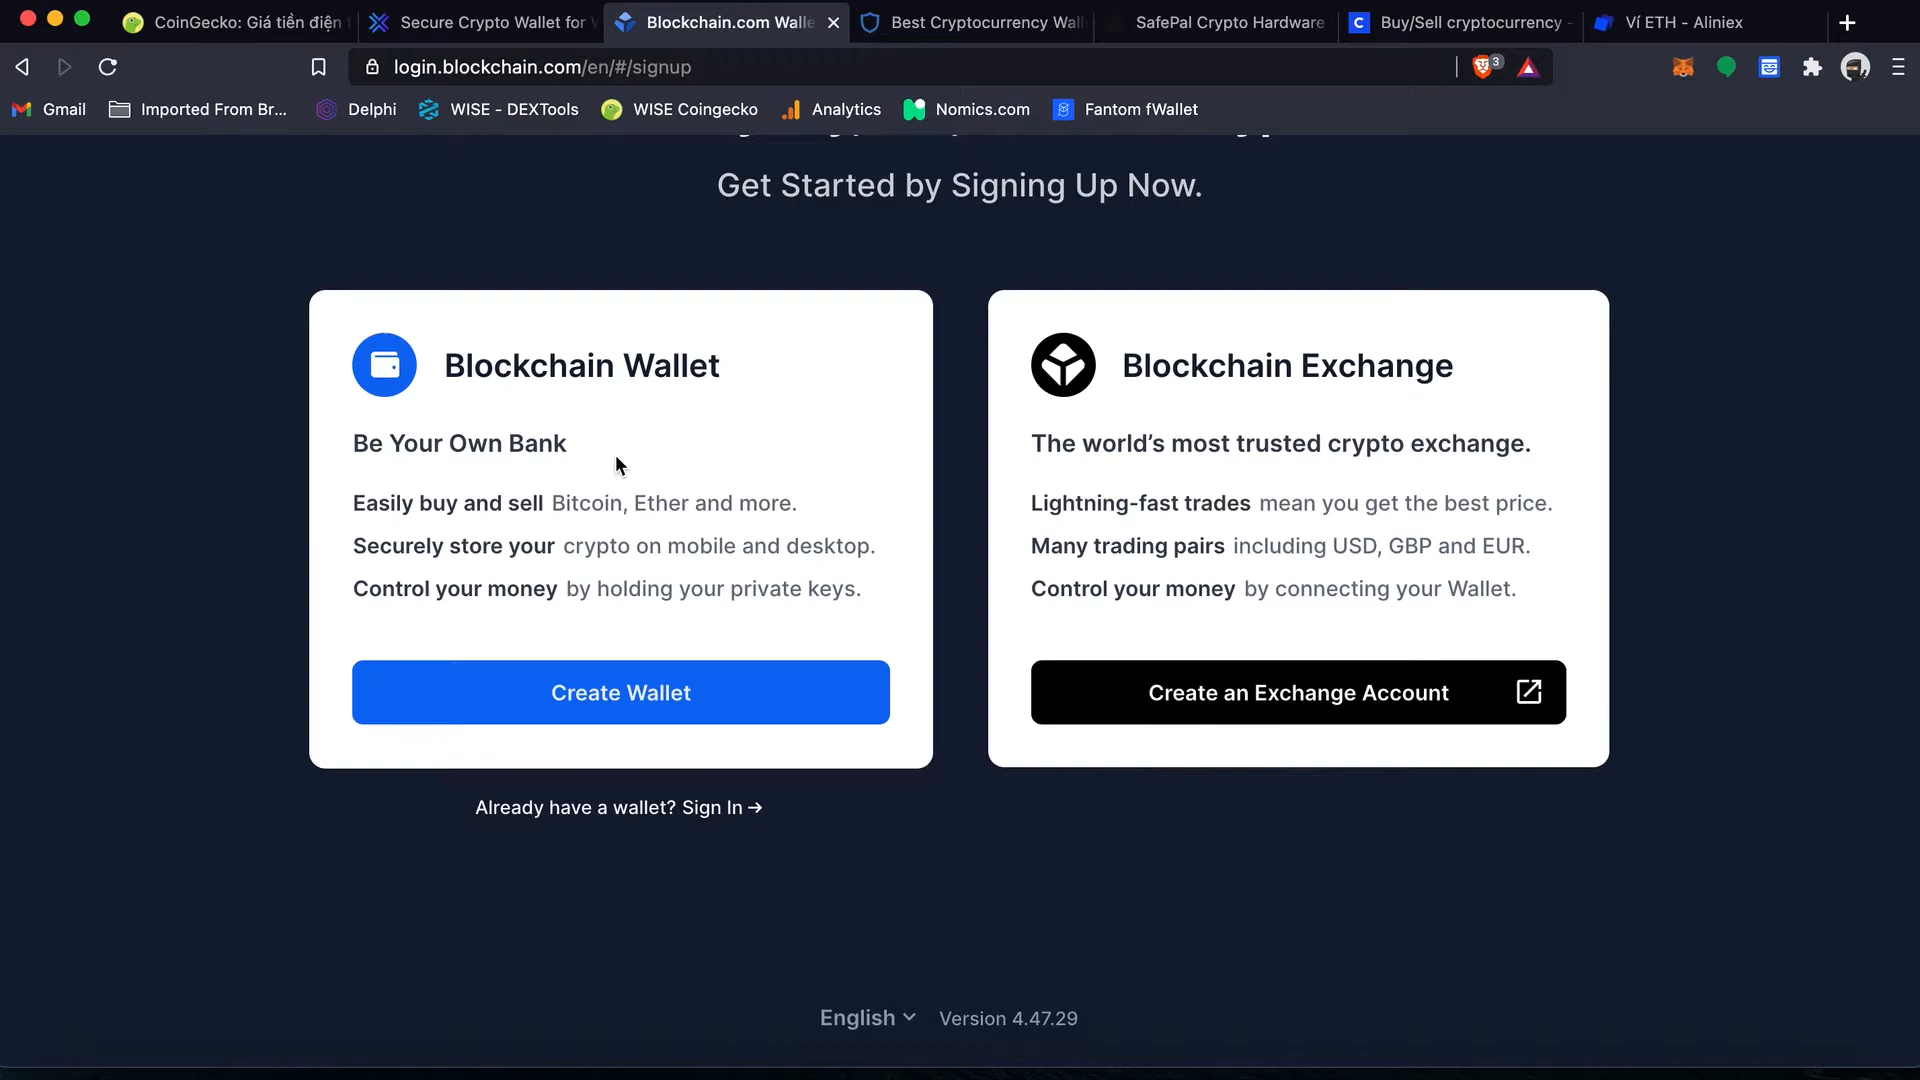 CoinGecko: Giá tiền điện
Secure Crypto Wallet for
Blockchain.com Walle
Best Cryptocurrency Wall
SafePal Crypto Hardware
C
Buy/Sell cryptocurrency -
Ví ETH - Aliniex
login.blockchain.com/en/#/signup
3
Gmail
Imported From Br...
Delphi
WISE - DEXTools
WISE Coingecko
Analytics
Nomics.com
Fantom fWallet
Get Started by Signing Up Now.
Blockchain Wallet
Be Your Own Bank
Easily buy and sell Bitcoin, Ether and more.
Securely store your crypto on mobile and desktop.
Control your money by holding your private keys.
Create Wallet
Already have a wallet? Sign In →
Blockchain Exchange
The world’s most trusted crypto exchange.
Lightning-fast trades mean you get the best price.
Many trading pairs including USD, GBP and EUR.
Control your money by connecting your Wallet.
Create an Exchange Account
English
Version 4.47.29